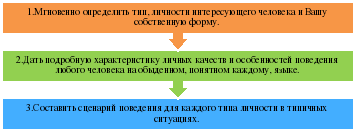 1.Мгновенно определить тип, личности интересующего человека и Вашу
собственную форму.
2.Дать подробную характеристику личных качеств и особенностей поведения
любого человека на обыденном, понятном каждому, языке.
3.Составить сценарий поведения для каждого типа личности в типичных
ситуациях.